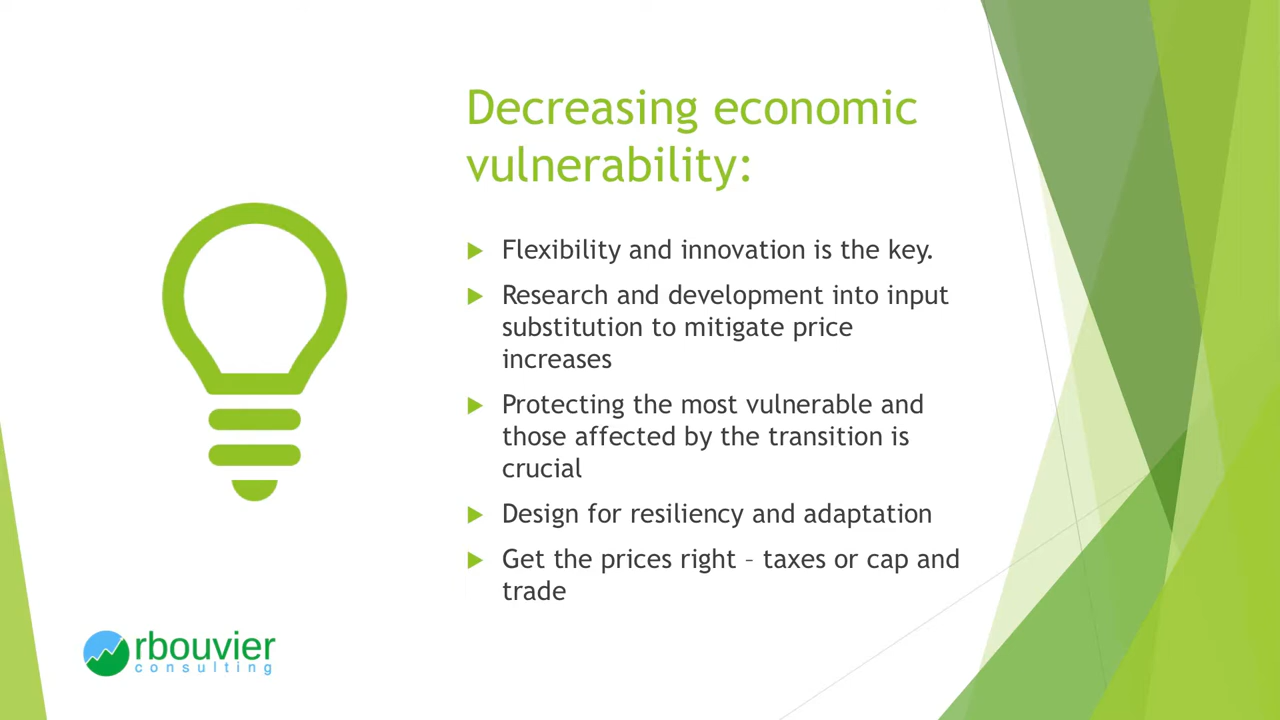 Decreasing economic
vulnerability:
Flexibility and innovation is the key.
Research and development into input
substitution to mitigate price
increases
Protecting the most vulnerable and
those affected by the transition is
crucial
Design for resiliency and adaptation
Get the prices right – taxes or cap and
trade
rbouvier
consulting